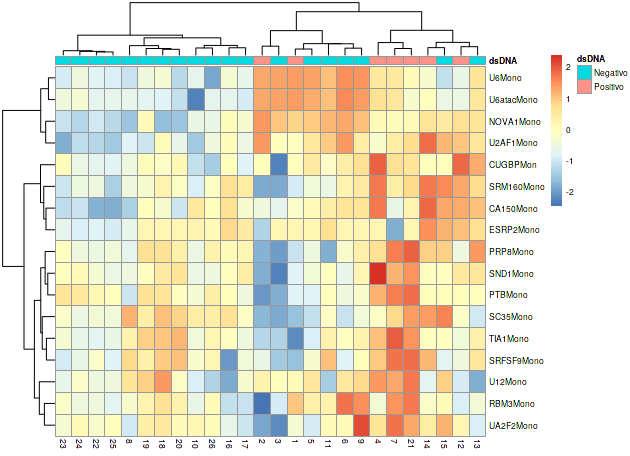 dsDNA
dsDNA
Negativo
Positivo
2
1
0
-1
-2
U6Mono
U6atacMono
NOVA1Mono
U2AF1Mono
CUGBPMon
SRM160Mono
CA150Mono
ESRP2Mono
PRP8Mono
SND1Mono
PTBMono
SC35Mono
TIA1Mono
SRFSF9Mono
U12Mono
RBM3Mono
UA2F2Mono
23 24 22 25 8 19 18 20 10 26 16 17 2 3 1 5 11 6 9 4 7 21 14 15 12 13